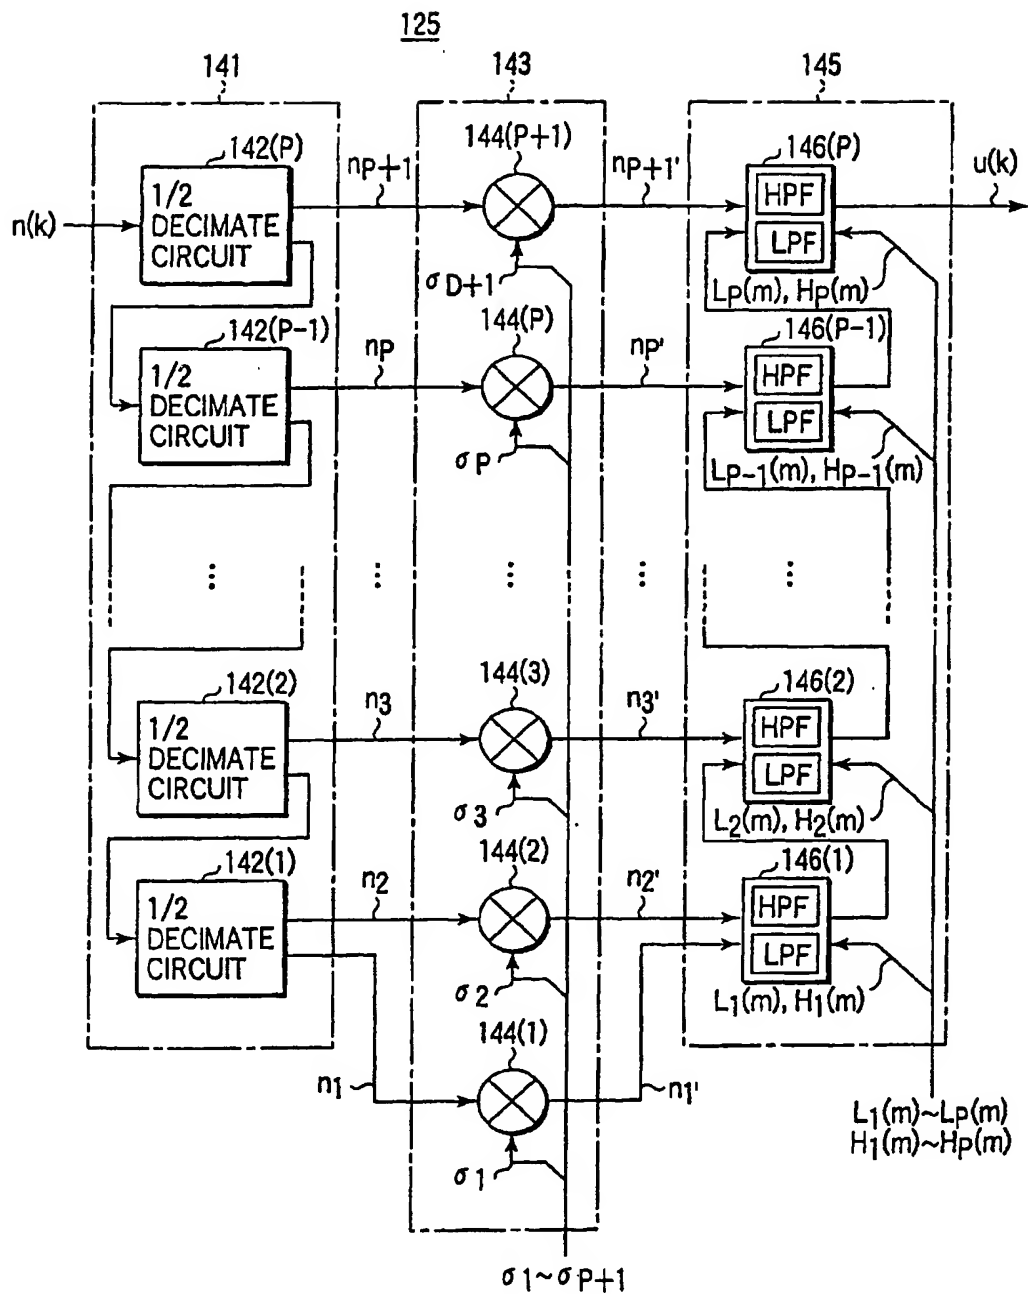 125
141
143
145
142(P)
144(P+1)
146(P)
n(k)
1/2
DECIMATE
CIRCUIT
nP+1
nP+1'
HPF
LPF
u(k)
σD+1
LP(m), HP(m)
142(P-1)
144(P)
146(P-1)
1/2
DECIMATE
CIRCUIT
nP
nP'
HPF
LPF
σP
LP-1(m), HP-1(m)
...
...
...
...
...
142(2)
144(3)
146(2)
1/2
DECIMATE
CIRCUIT
n3
n3'
HPF
LPF
σ3
L2(m), H2(m)
142(1)
144(2)
146(1)
1/2
DECIMATE
CIRCUIT
n2
n2'
HPF
LPF
σ2
L1(m), H1(m)
144(1)
n1
n1'
σ1
L1(m)~LP(m)
H1(m)~HP(m)
σ1~σP+1